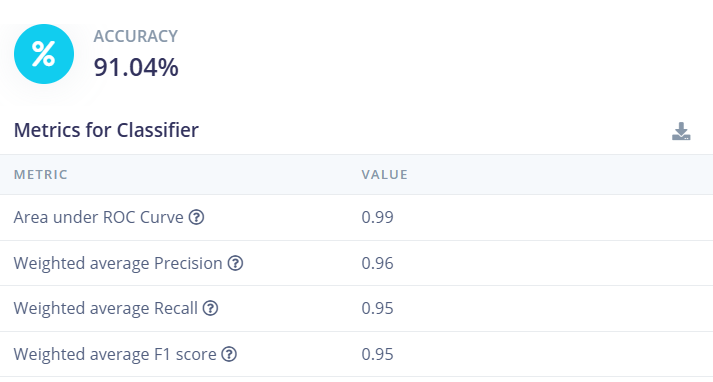 %
ACCURACY
91.04%
Metrics for Classifier
METRIC VALUE
Area under ROC Curve ? 0.99
Weighted average Precision ? 0.96
Weighted average Recall ? 0.95
Weighted average F1 score ? 0.95